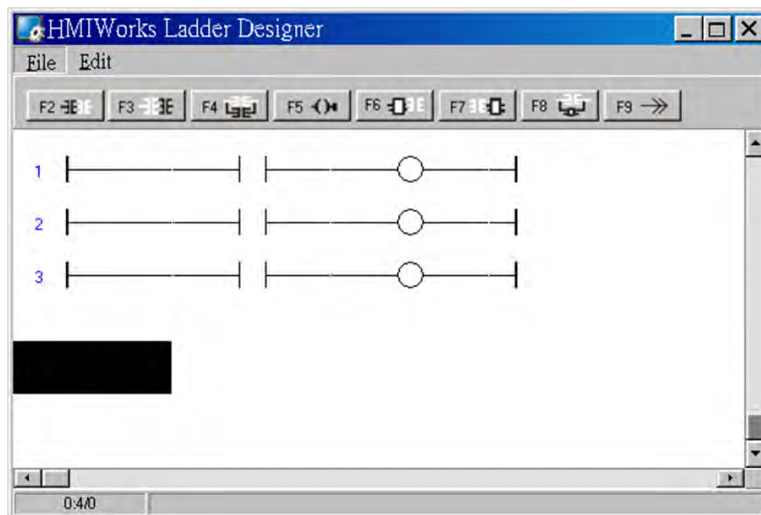 HMIWorks Ladder Designer
File Edit
F2 F3 F4 F5 F6 F7 F8 F9
1
2
3
0:4/0